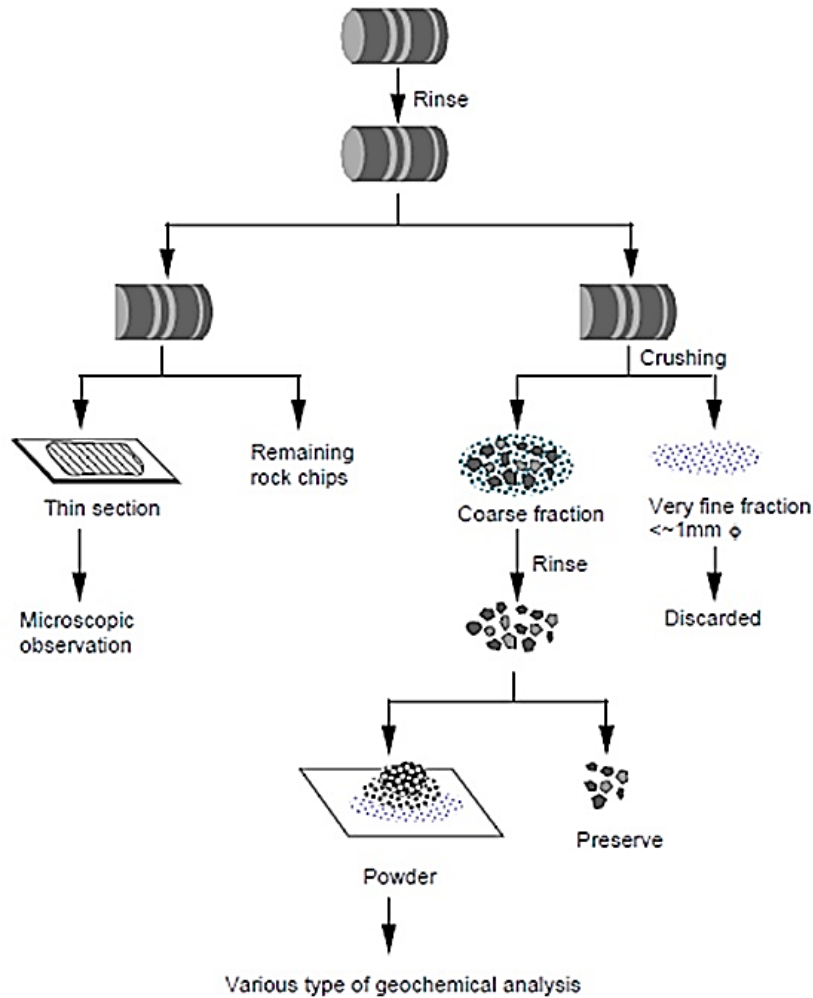 Rinse
Crushing
Remaining
rock chips
Thin section
Coarse fraction
Very fine fraction
<~1mm ϕ
Rinse
Microscopic
observation
Discarded
Preserve
Powder
Various type of geochemical analysis